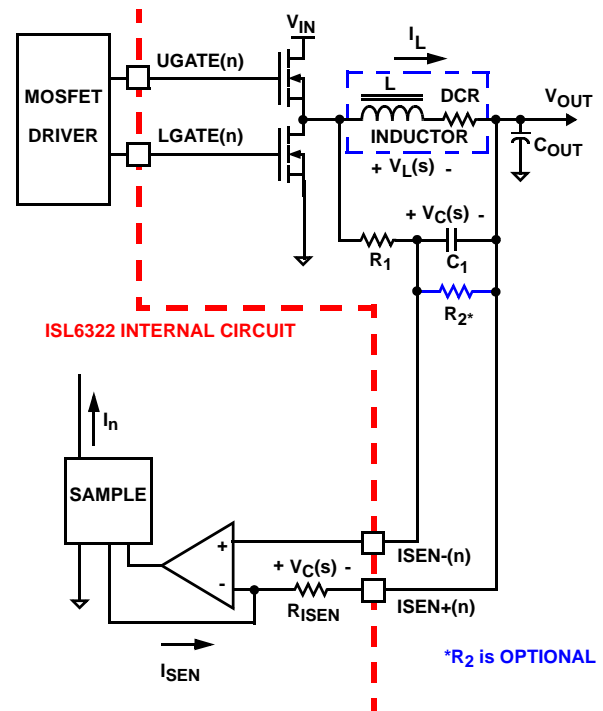 V_IN
I_L
UGATE(n)
MOSFET
DRIVER
LGATE(n)
L
DCR
INDUCTOR
+ V_L(s) -
V_OUT
C_OUT
+ V_C(s) -
R_1
C_1
R_2*
ISL6322 INTERNAL CIRCUIT
I_n
SAMPLE
+
-
+ V_C(s) -
R_ISEN
ISEN-(n)
ISEN+(n)
I_SEN
*R_2 is OPTIONAL